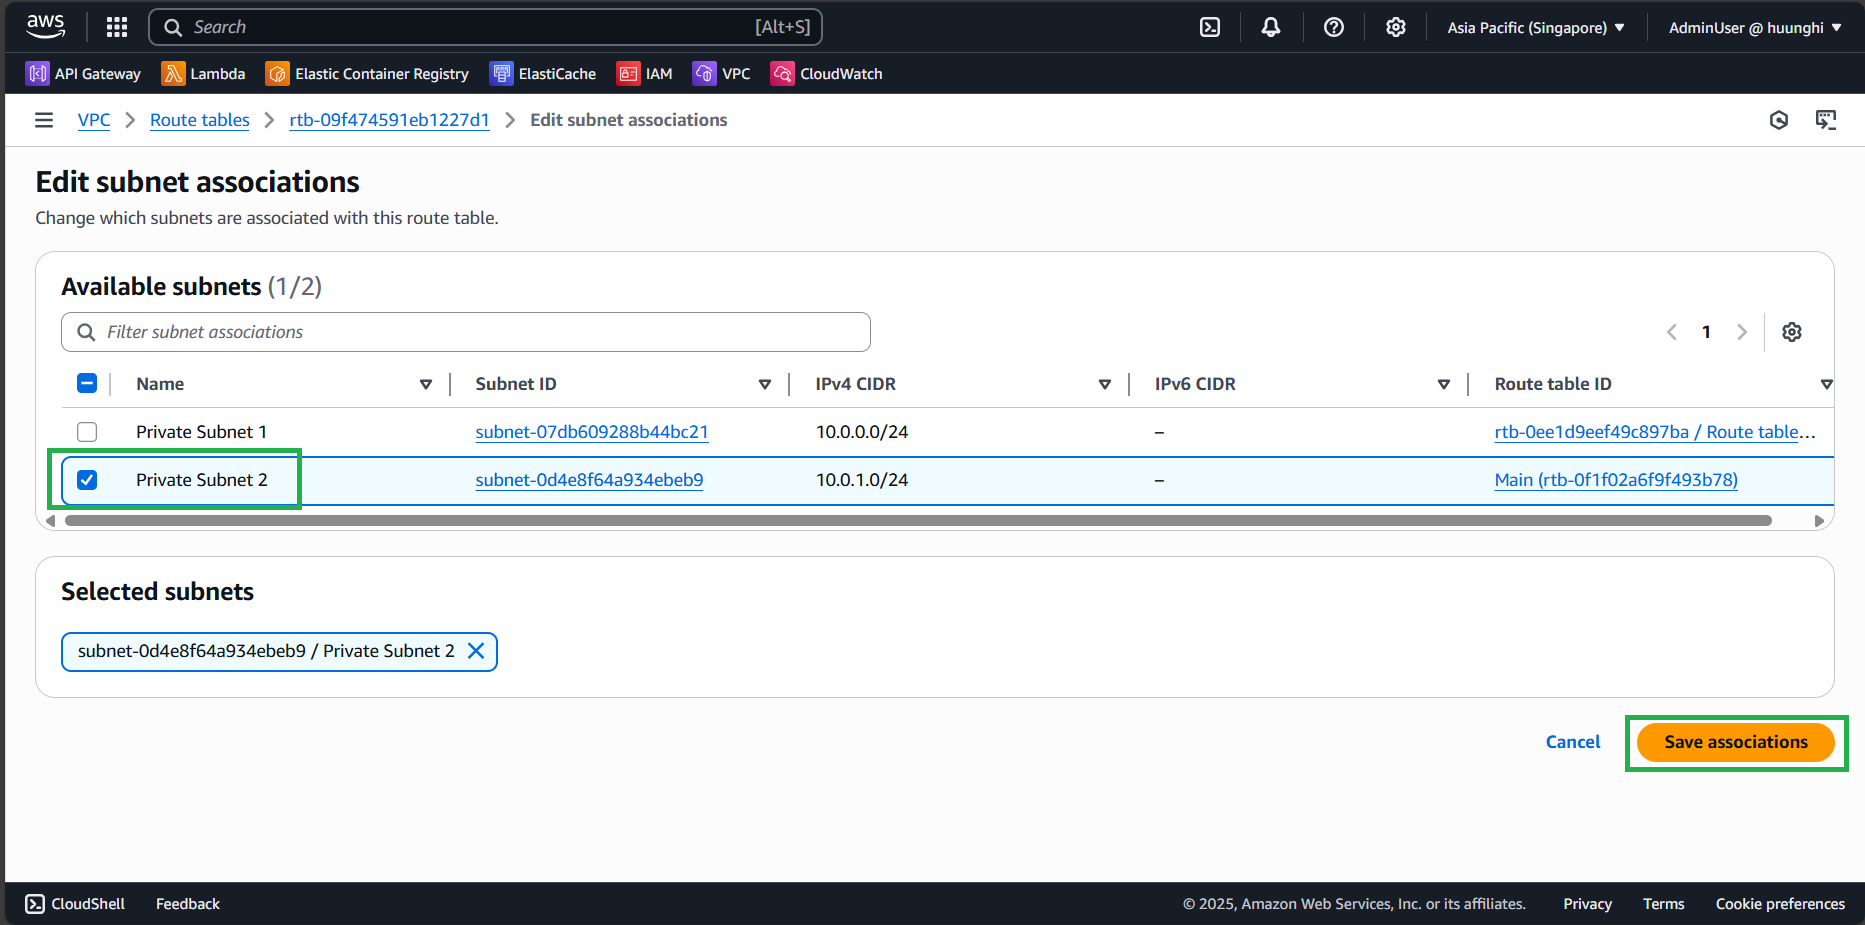 aws
Search [Alt+S]
Asia Pacific (Singapore)
AdminUser @ huunghi
API Gateway
Lambda
Elastic Container Registry
ElastiCache
IAM
VPC
CloudWatch
VPC > Route tables > rtb-09f474591eb1227d1 > Edit subnet associations
Edit subnet associations
Change which subnets are associated with this route table.
Available subnets (1/2)
Filter subnet associations
1
Name Subnet ID IPv4 CIDR IPv6 CIDR Route table ID
Private Subnet 1 subnet-07db609288b44bc21 10.0.0.0/24 – rtb-0ee1d9eef49c897ba / Route table...
Private Subnet 2 subnet-0d4e8f64a934ebeb9 10.0.1.0/24 – Main (rtb-0f1f02a6f9f493b78)
Selected subnets
subnet-0d4e8f64a934ebeb9 / Private Subnet 2
Cancel
Save associations
CloudShell
Feedback
© 2025, Amazon Web Services, Inc. or its affiliates.
Privacy
Terms
Cookie preferences